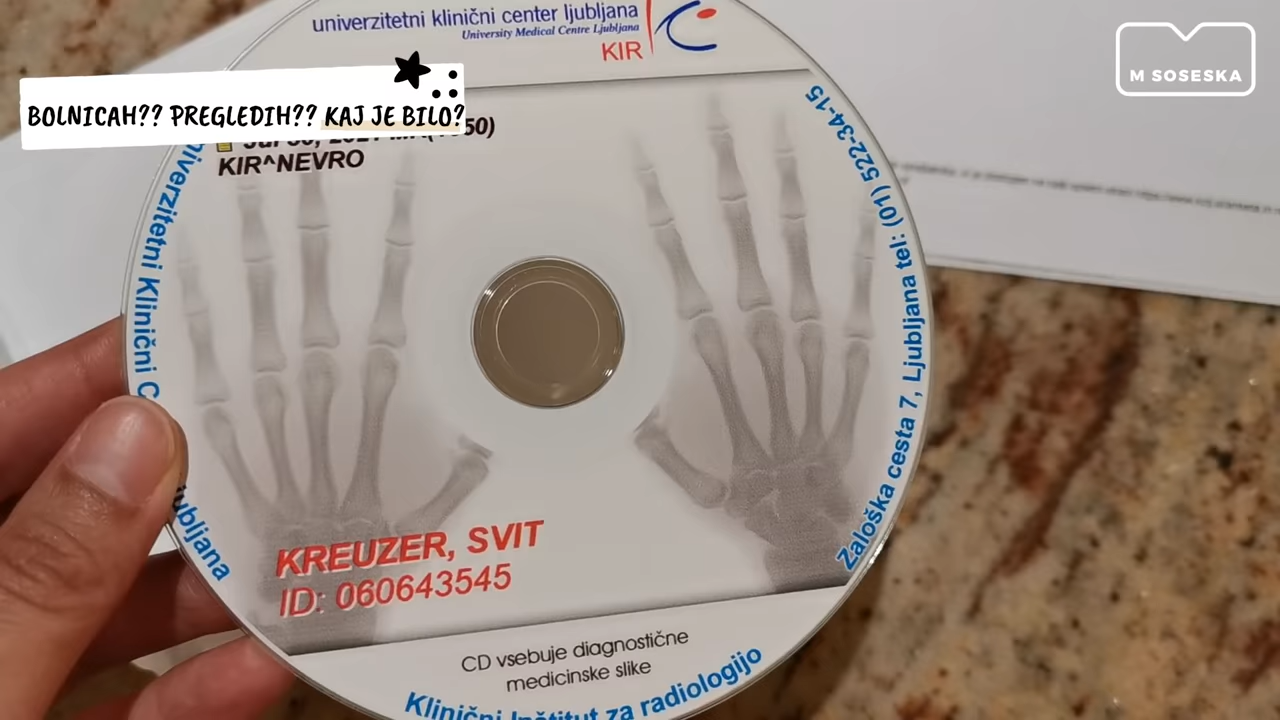 univerzitetni klinični center ljubljana
University Medical Centre Ljubljana
KIR
M SOSESKA
BOLNICAH?? PREGLEDIH?? KAJ JE BILO?
KIR^NEVRO
Univerzitetni Klinični C
ljubljana
Zaloška cesta 7, Ljubljana tel: (01) 522-34-15
KREUZER, SVIT
ID: 060643545
CD vsebuje diagnostične
medicinske slike
Klinični Inštitut za radiologijo